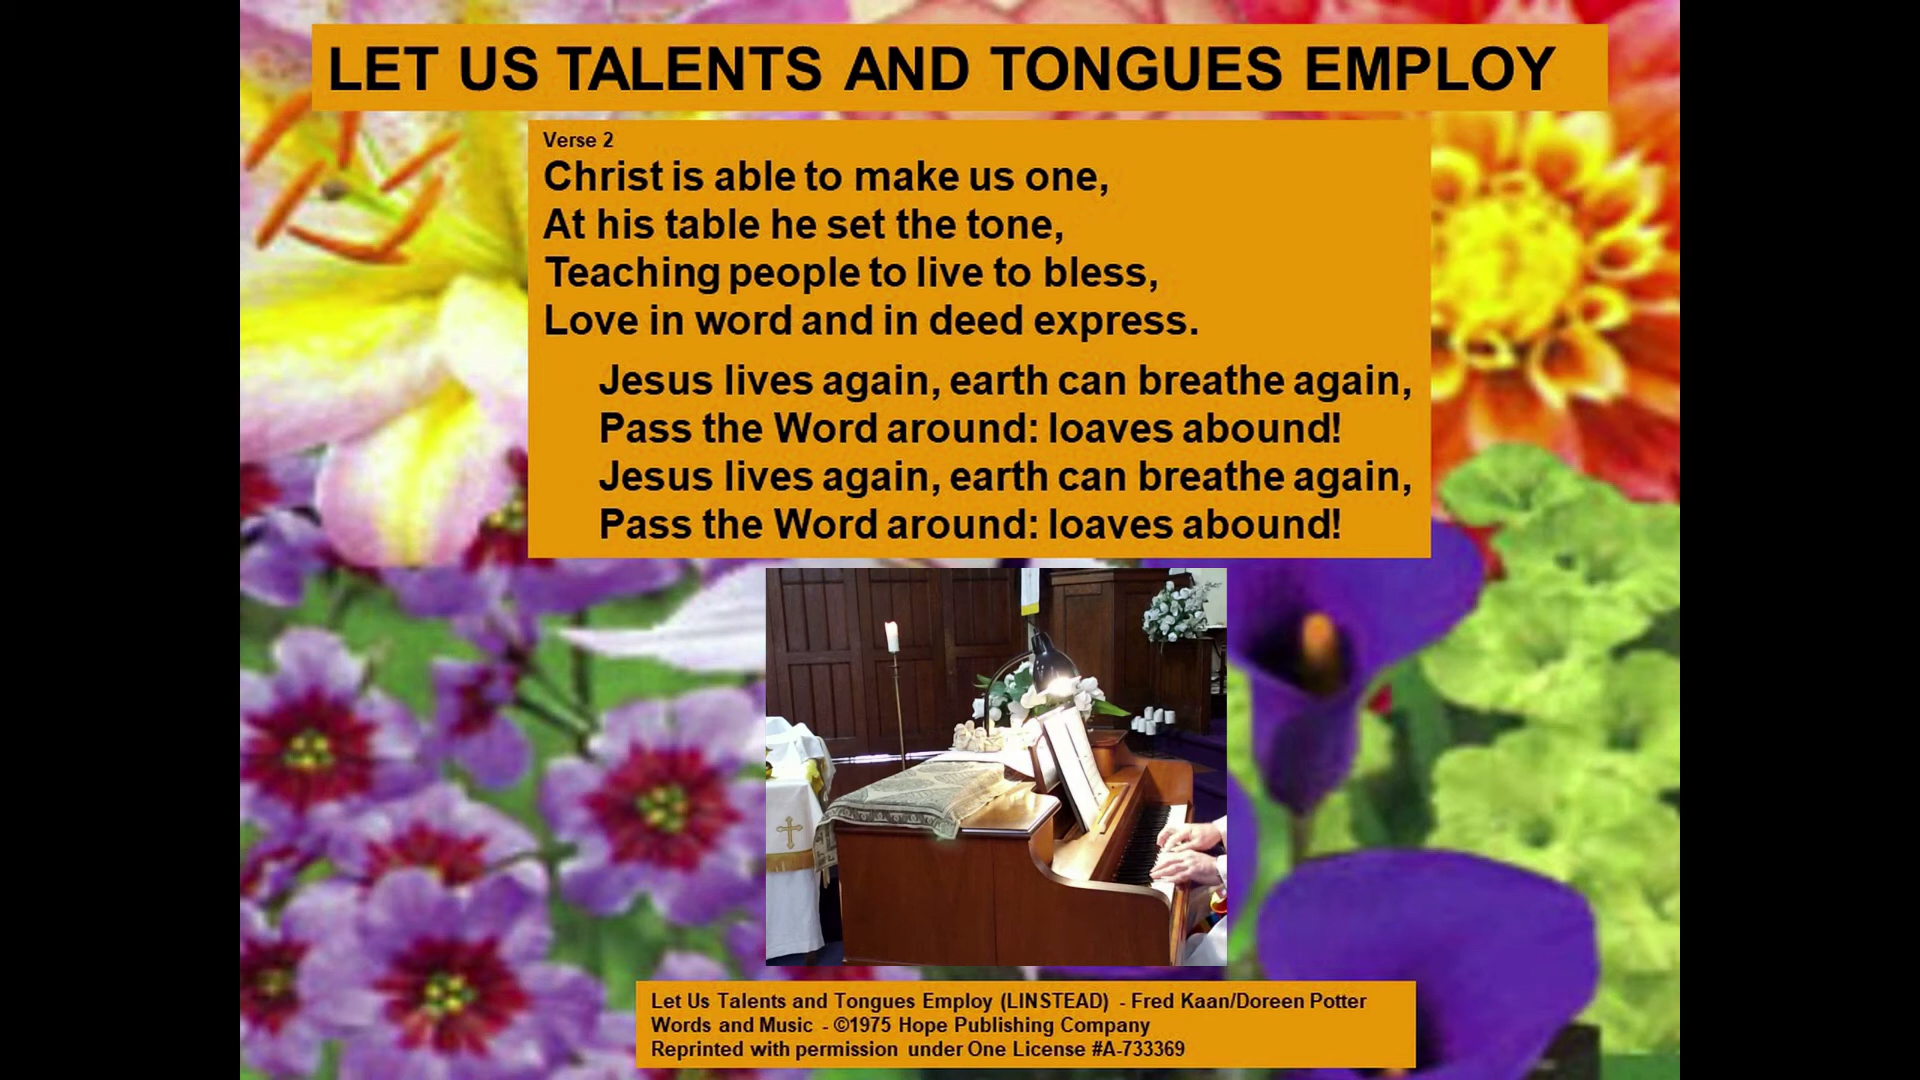 LET US TALENTS AND TONGUES EMPLOY
Verse 2
Christ is able to make us one,
At his table he set the tone,
Teaching people to live to bless,
Love in word and in deed express.
Jesus lives again, earth can breathe again,
Pass the Word around: loaves abound!
Jesus lives again, earth can breathe again,
Pass the Word around: loaves abound!
Let Us Talents and Tongues Employ (LINSTEAD) - Fred Kaan/Doreen Potter
Words and Music - ©1975 Hope Publishing Company
Reprinted with permission under One License #A-733369